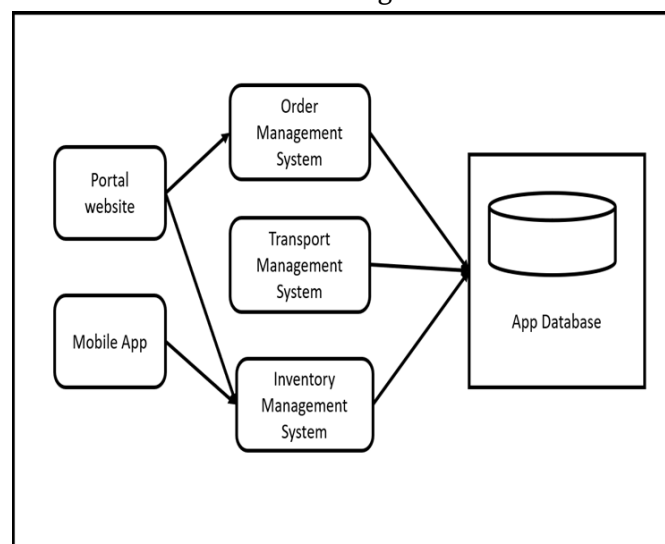 Order
Management
System
Portal
website
Transport
Management
System
App Database
Mobile App
Inventory
Management
System